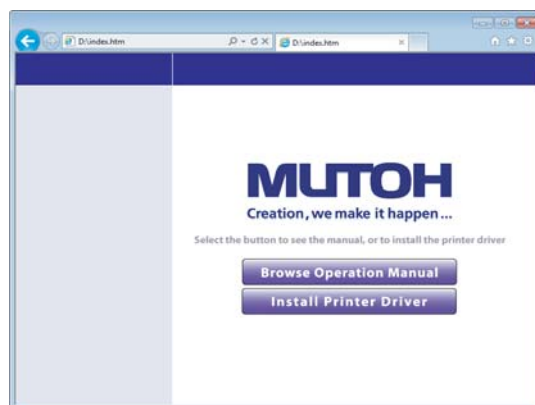 D:\index.htm
D:\index.htm
MUTOH
Creation, we make it happen...
Select the button to see the manual, or to install the printer driver
Browse Operation Manual
Install Printer Driver